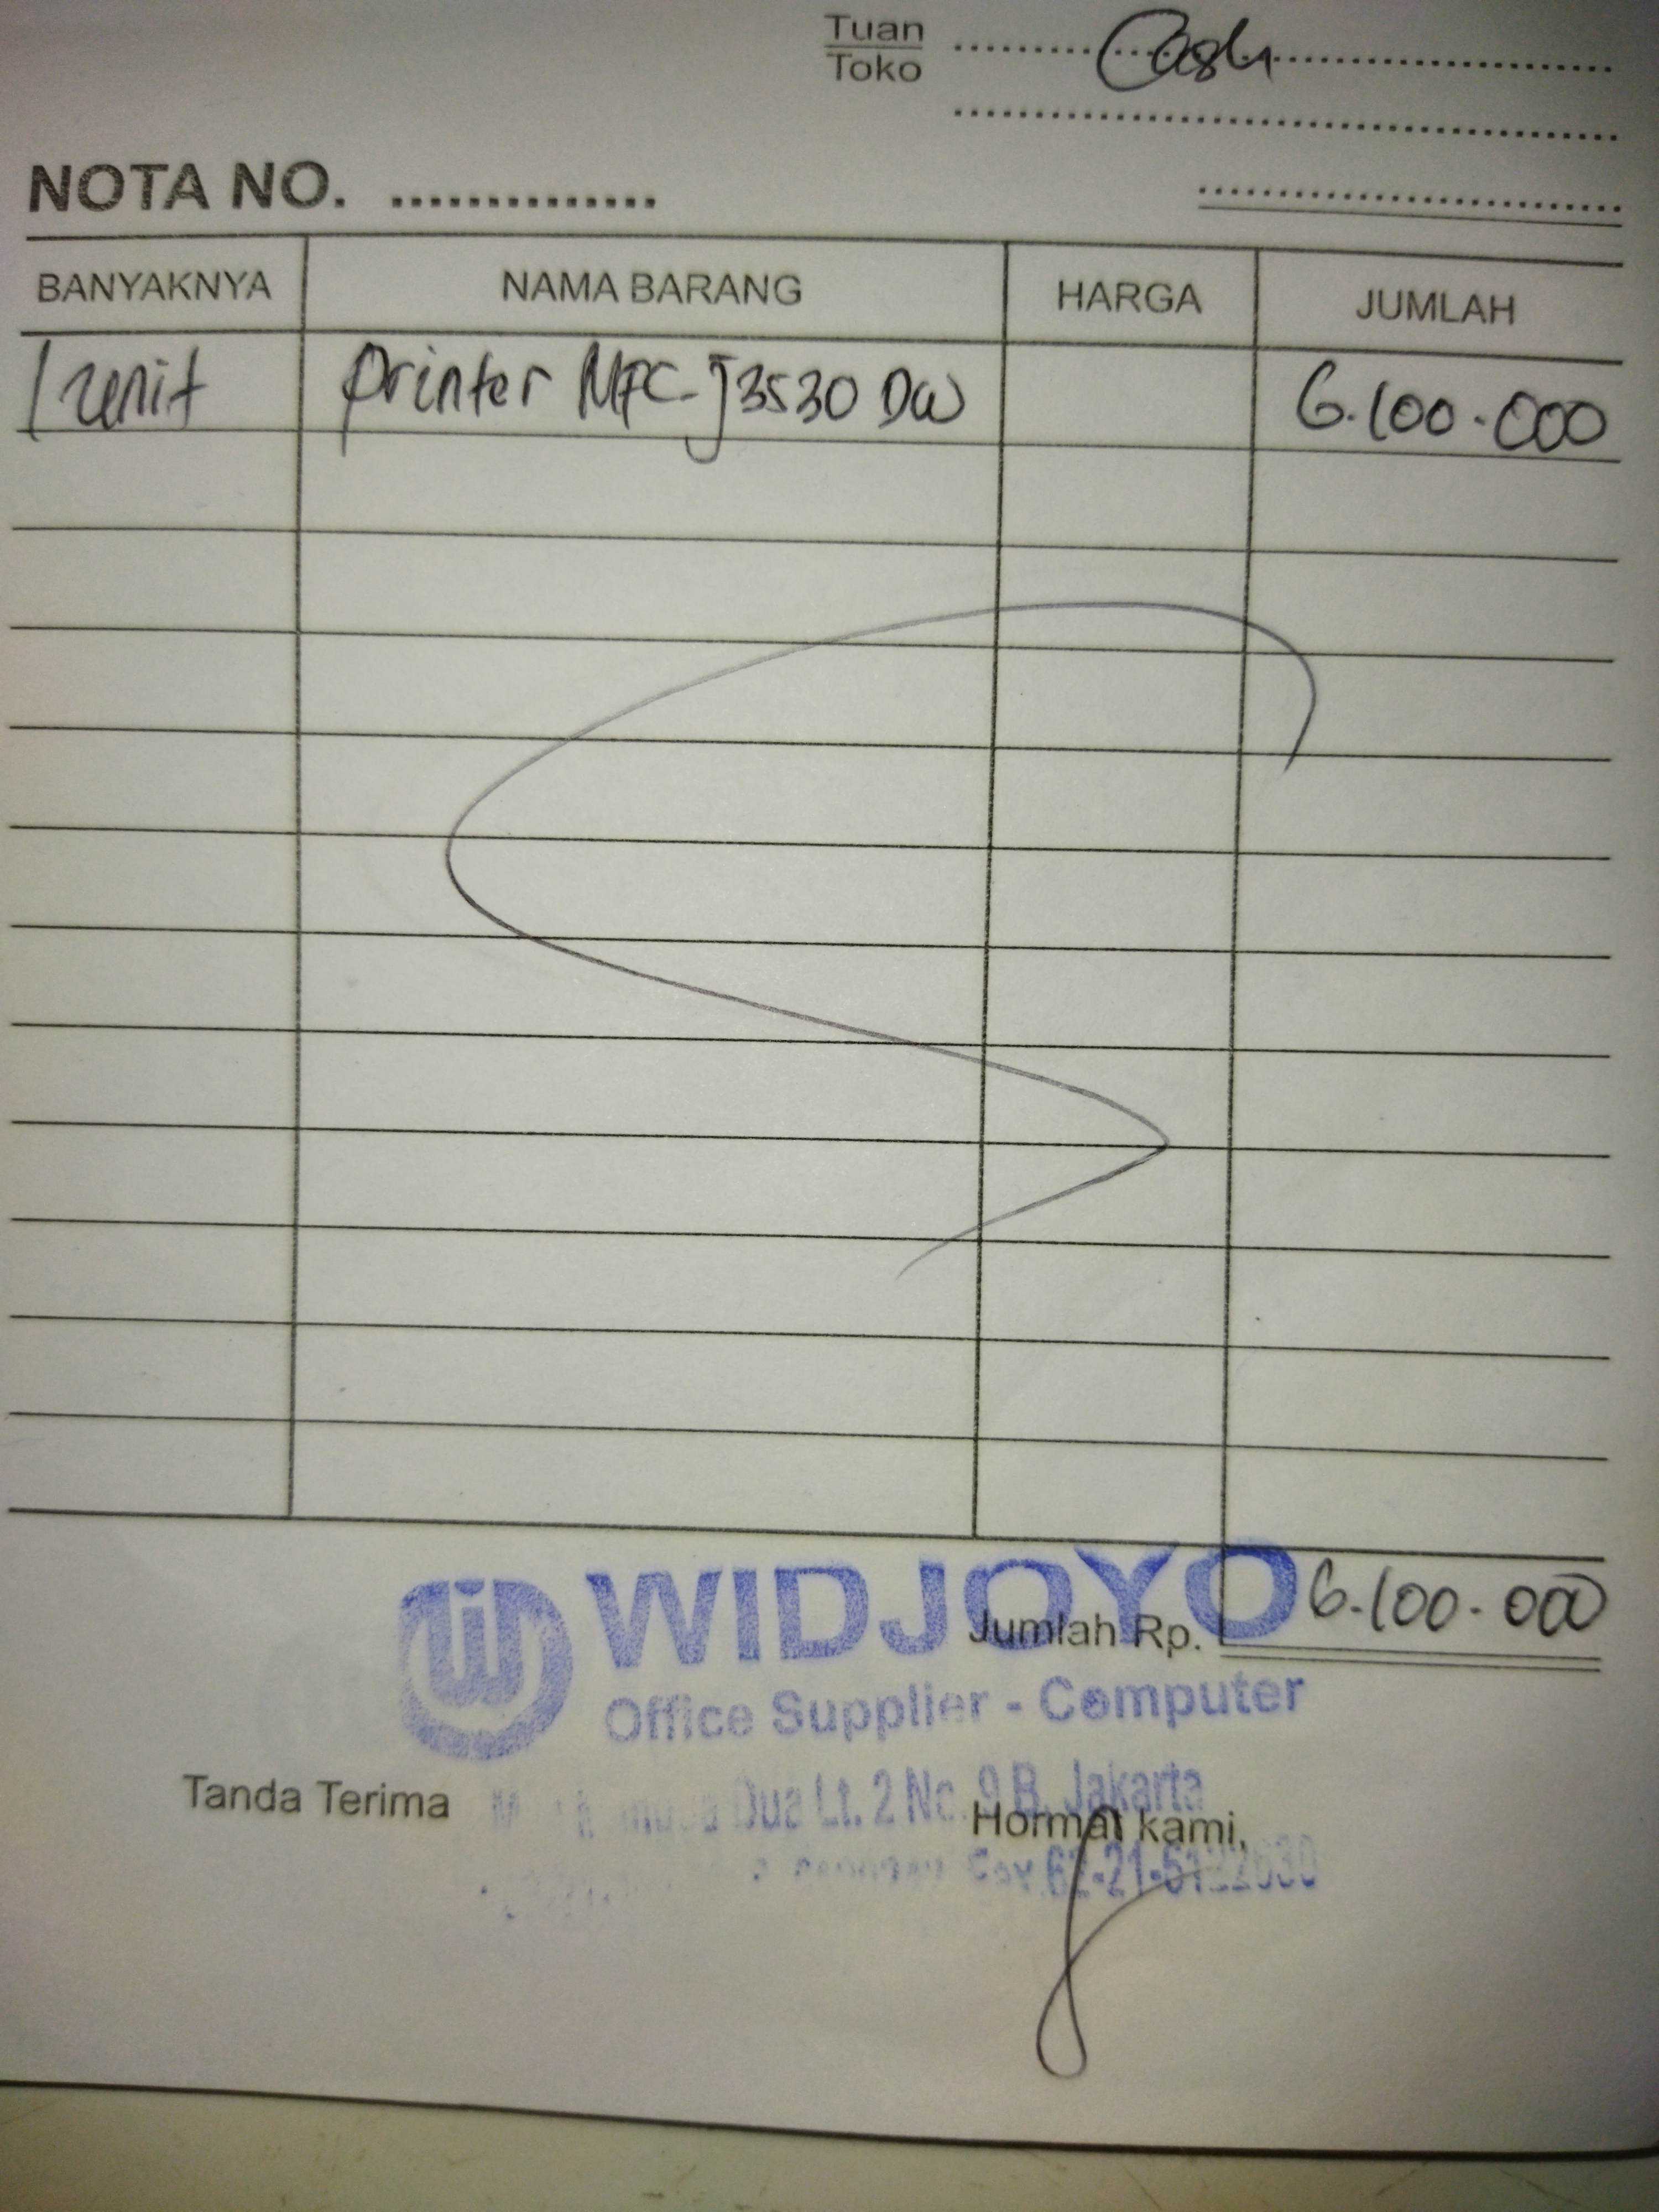 Tuan
Toko
Cash
NOTA NO. ..............
BANYAKNYA NAMA BARANG HARGA JUMLAH
1 unit printer MFC-J3530 DW 6.100.000
WIDJOYO
Jumlah Rp. 6.100.000
Office Supplier - Computer
Tanda Terima
Dua Lt. 2 No. 9 B, Jakarta
Hormat kami,